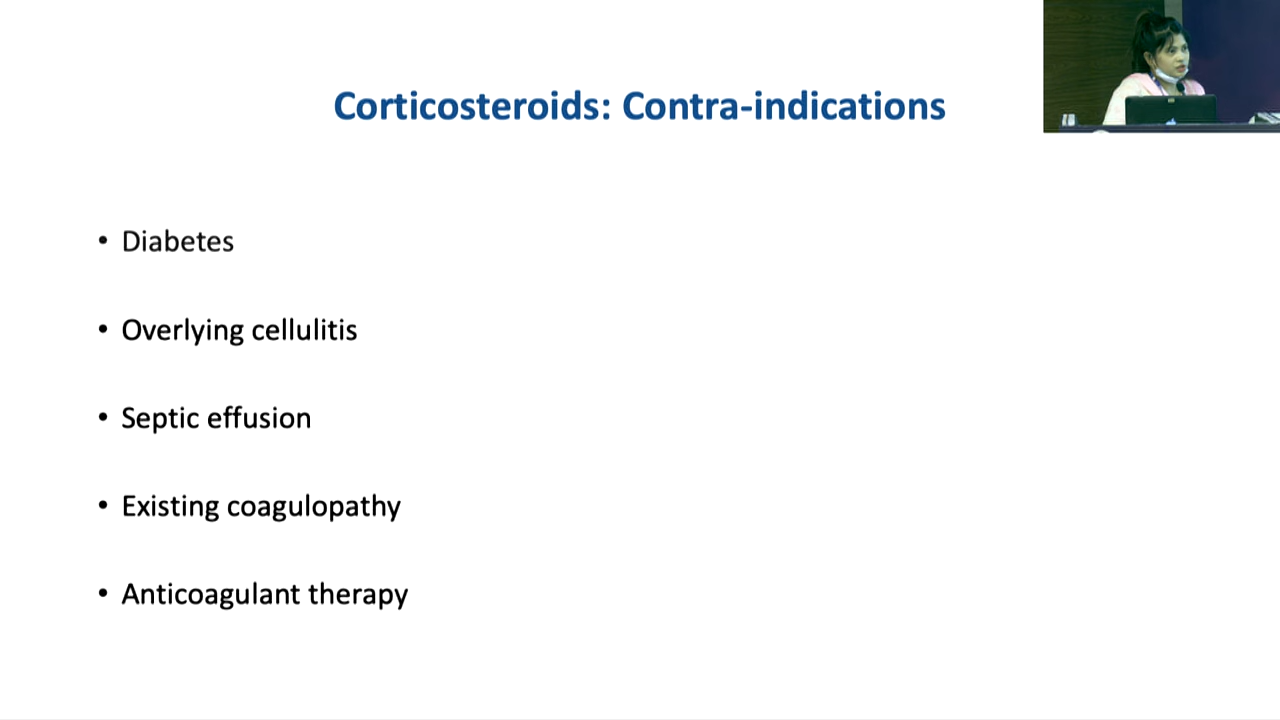 Corticosteroids: Contra-indications
• Diabetes
• Overlying cellulitis
• Septic effusion
• Existing coagulopathy
• Anticoagulant therapy